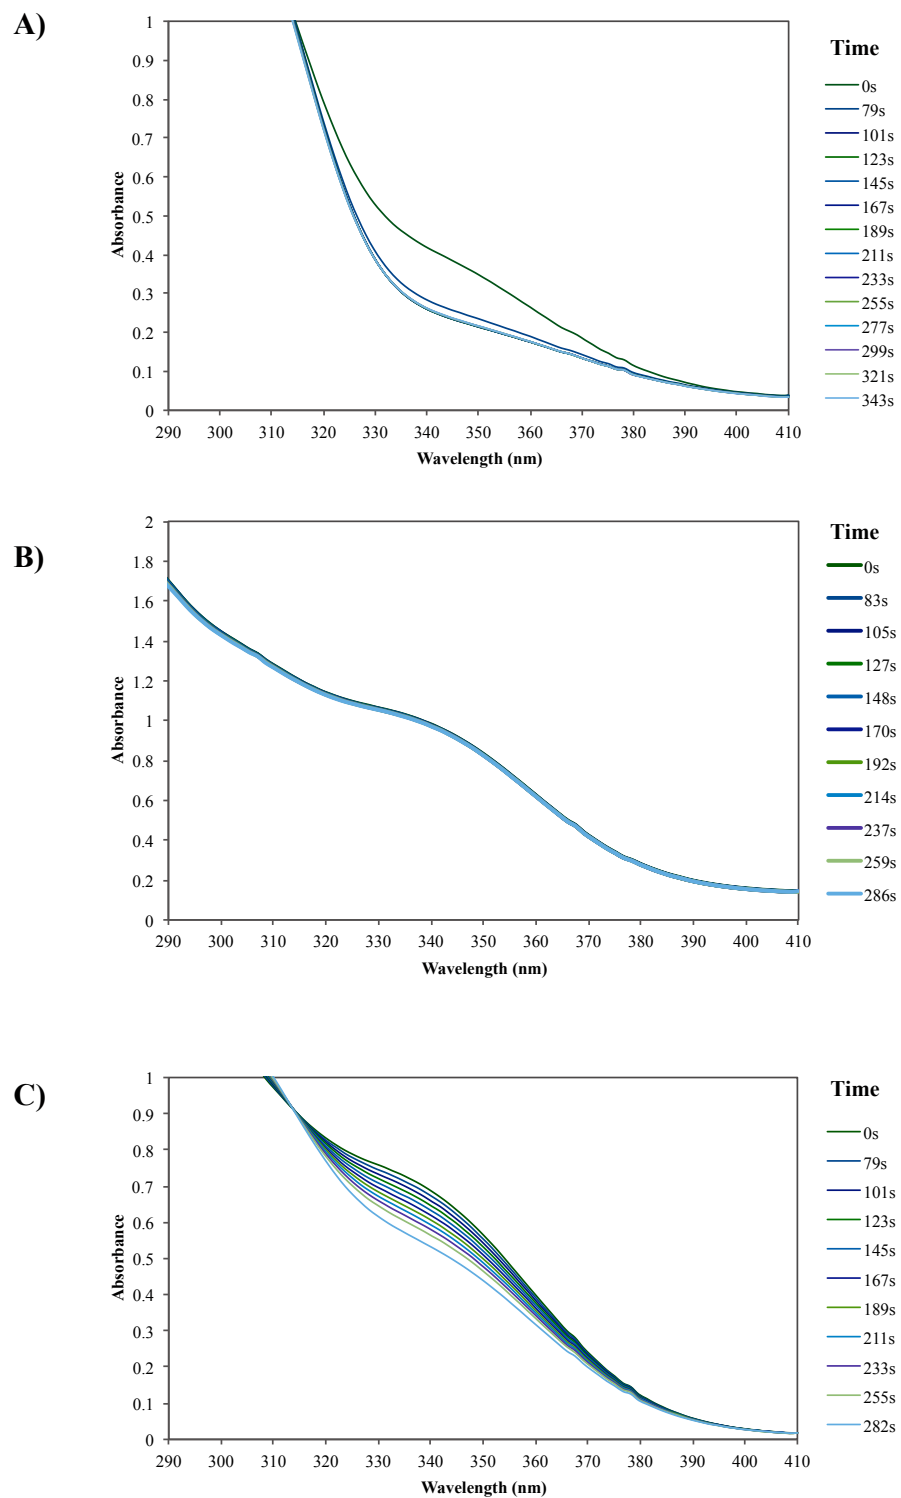 A)
Time
1
0.9
0.8
0.7
0.6
0.5
0.4
0.3
0.2
0.1
0
Absorbance
290 300 310 320 330 340 350 360 370 380 390 400 410
Wavelength (nm)
0s
79s
101s
123s
145s
167s
189s
211s
233s
255s
277s
299s
321s
343s
B)
Time
2
1.8
1.6
1.4
1.2
1
0.8
0.6
0.4
0.2
0
Absorbance
290 300 310 320 330 340 350 360 370 380 390 400 410
Wavelength (nm)
0s
83s
105s
127s
148s
170s
192s
214s
237s
259s
286s
C)
Time
1
0.9
0.8
0.7
0.6
0.5
0.4
0.3
0.2
0.1
0
Absorbance
290 300 310 320 330 340 350 360 370 380 390 400 410
Wavelength (nm)
0s
79s
101s
123s
145s
167s
189s
211s
233s
255s
282s